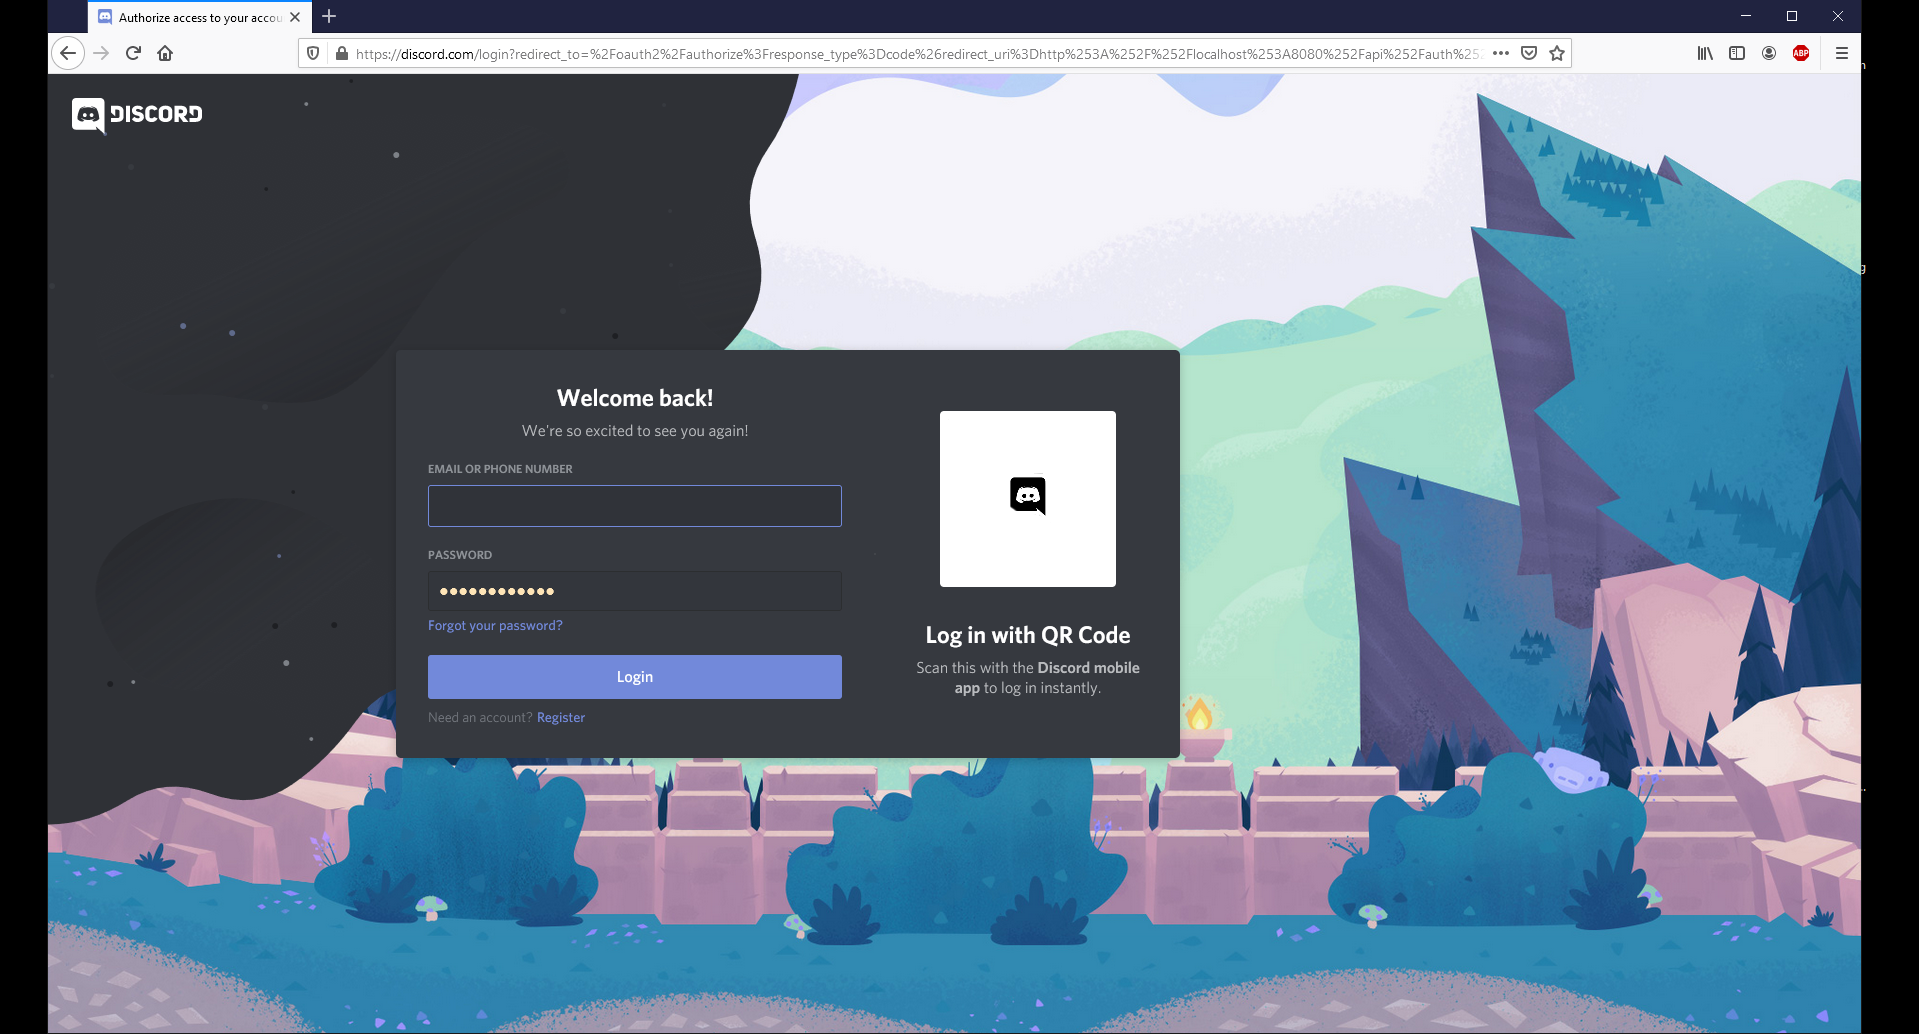 Authorize access to your accou
https://discord.com/login?redirect_to=%2Foauth2%2Fauthorize%3Fresponse_type%3Dcode%26redirect_uri%3Dhttp%253A%252F%252Flocalhost%253A8080%252Fapi%252Fauth%252
ABP
DISCORD
Welcome back!
We're so excited to see you again!
EMAIL OR PHONE NUMBER
PASSWORD
Forgot your password?
Login
Need an account? Register
Log in with QR Code
Scan this with the Discord mobile
app to log in instantly.